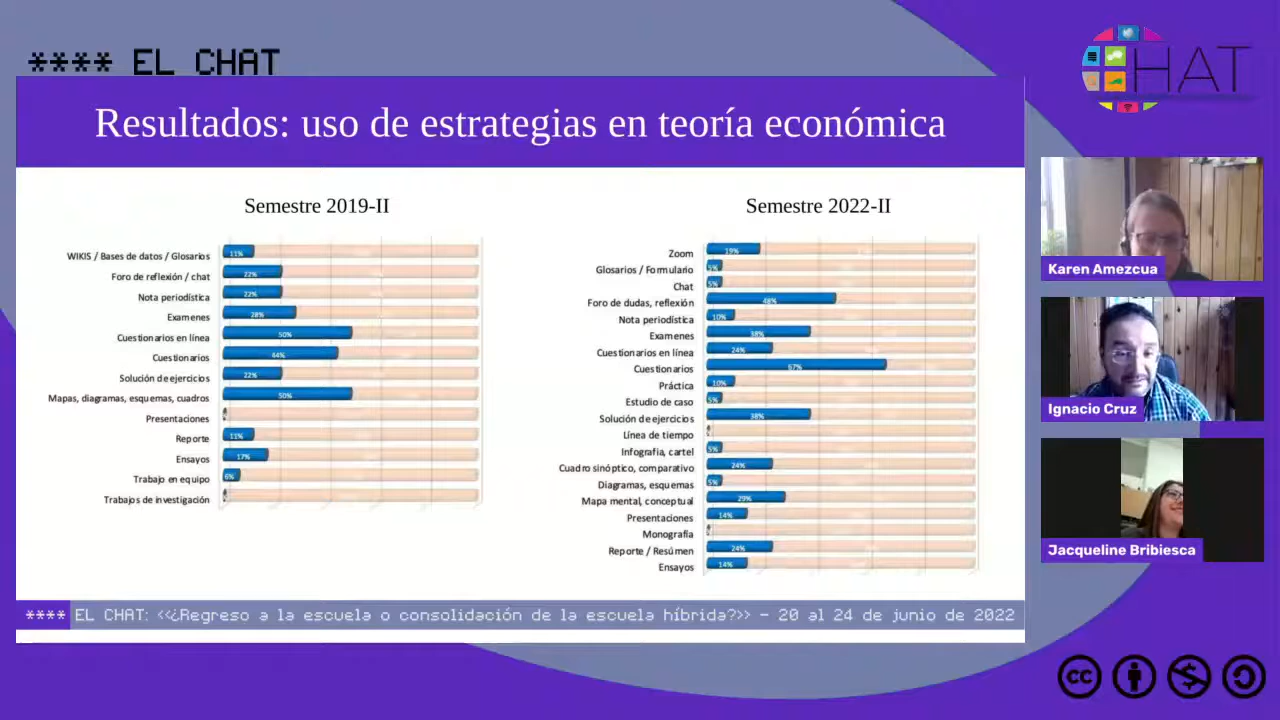 **** EL CHAT
HAT
Resultados: uso de estrategias en teoría económica
Semestre 2019-II
WIKIS / Bases de datos / Glosarios 11%
Foro de reflexión / chat 22%
Nota periodística 22%
Examenes 28%
Cuestionarios en línea 50%
Cuestionarios 44%
Solución de ejercicios 22%
Mapas, diagramas, esquemas, cuadros 50%
Presentaciones
Reporte 11%
Ensayos 17%
Trabajo en equipo 6%
Trabajos de investigación
Semestre 2022-II
Zoom 19%
Glosarios / Formulario 5%
Chat 5%
Foro de dudas, reflexión 48%
Nota periodística 10%
Examenes 38%
Cuestionarios en línea 24%
Cuestionarios 67%
Práctica 10%
Estudio de caso 5%
Solución de ejercicios 38%
Línea de tiempo
Infografía, cartel 5%
Cuadro sinóptico, comparativo 24%
Diagramas, esquemas 5%
Mapa mental, conceptual 29%
Presentaciones 14%
Monografía
Reporte / Resúmen 24%
Ensayos 14%
Karen Amezcua
Ignacio Cruz
Jacqueline Bribiesca
**** EL CHAT: <<¿Regreso a la escuela o consolidación de la escuela híbrida?>> - 20 al 24 de junio de 2022
cc